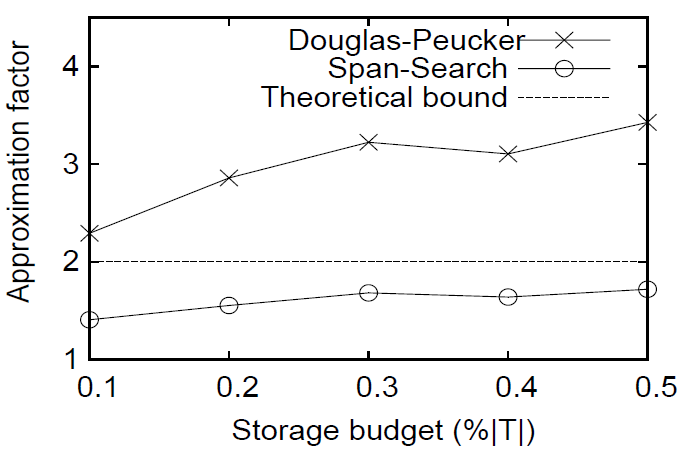 Douglas-Peucker
Span-Search
Theoretical bound
Approximation factor
4
3
2
1
0.1 0.2 0.3 0.4 0.5
Storage budget (%|T|)